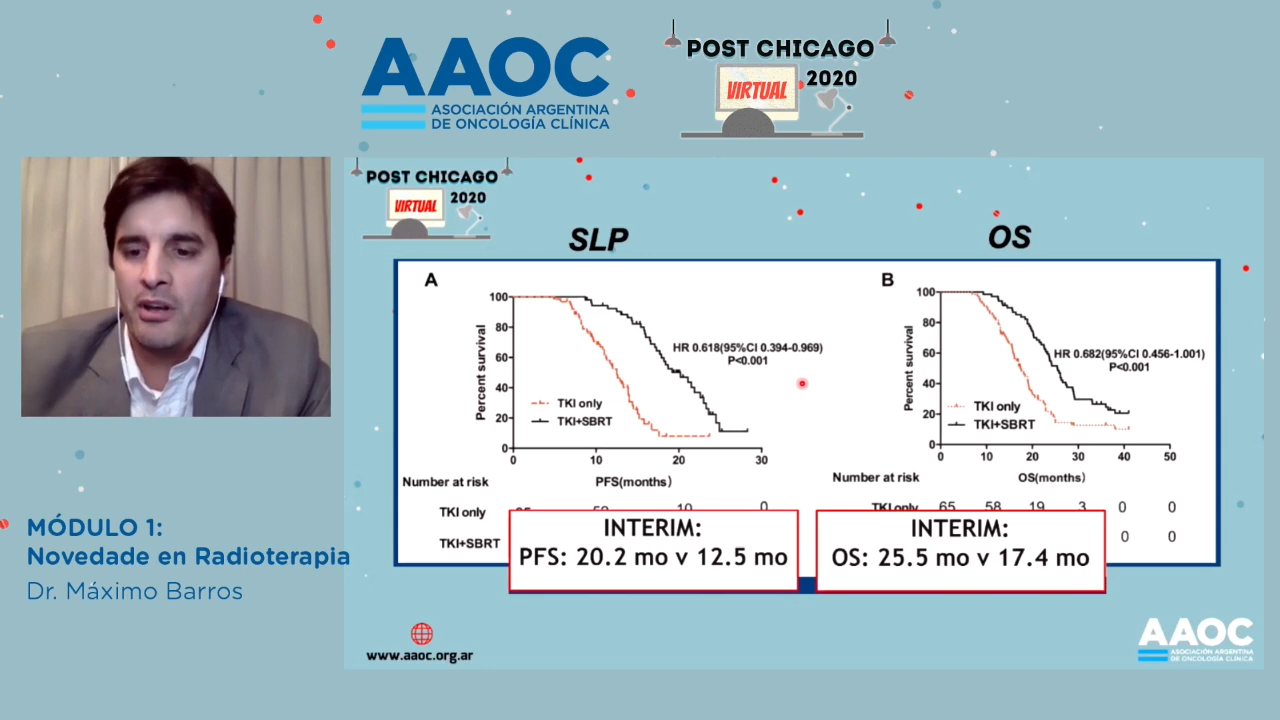 AAOC
ASOCIACIÓN ARGENTINA
DE ONCOLOGÍA CLÍNICA
POST CHICAGO
2020
VIRTUAL
POST CHICAGO
2020
VIRTUAL
SLP
OS
A
100
80
60
40
20
0
Percent survival
HR 0.618(95%CI 0.394-0.969)
P<0.001
TKI only
TKI+SBRT
0 10 20 30
PFS(months)
Number at risk
TKI only 10 0
TKI+SBRT
B
100
80
60
40
20
0
Percent survival
HR 0.682(95%CI 0.456-1.001)
P<0.001
TKI only
TKI+SBRT
0 10 20 30 40 50
OS(months)
Number at risk
TKI only 65 58 19 3 0 0
0 0
INTERIM:
PFS: 20.2 mo v 12.5 mo
INTERIM:
OS: 25.5 mo v 17.4 mo
MÓDULO 1:
Novedade en Radioterapia
Dr. Máximo Barros
www.aaoc.org.ar
AAOC
ASOCIACIÓN ARGENTINA
DE ONCOLOGÍA CLÍNICA